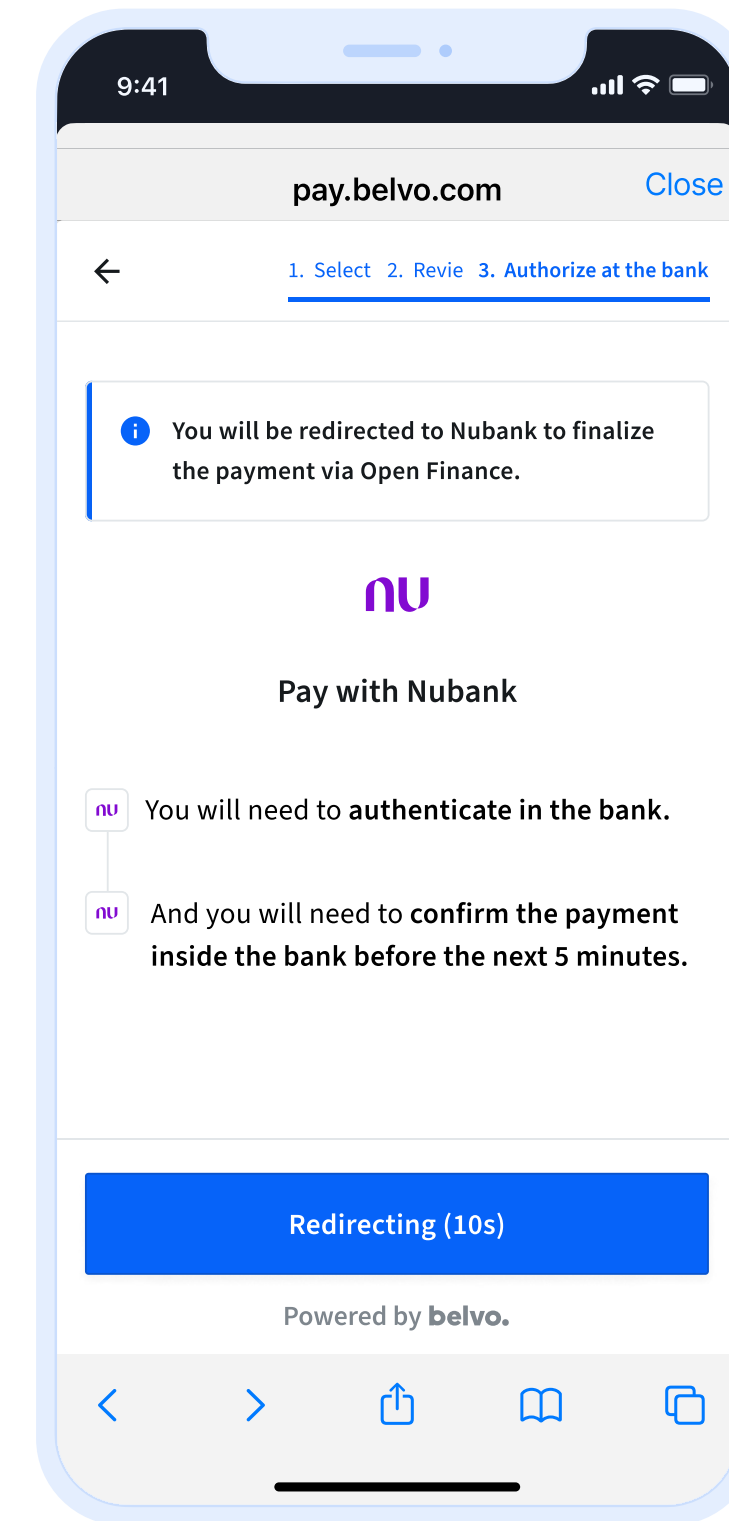 9:41
pay.belvo.com
Close
1. Select 2. Revie 3. Authorize at the bank
You will be redirected to Nubank to finalize
the payment via Open Finance.
nu
Pay with Nubank
nu You will need to authenticate in the bank.
nu And you will need to confirm the payment
inside the bank before the next 5 minutes.
Redirecting (10s)
Powered by belvo.